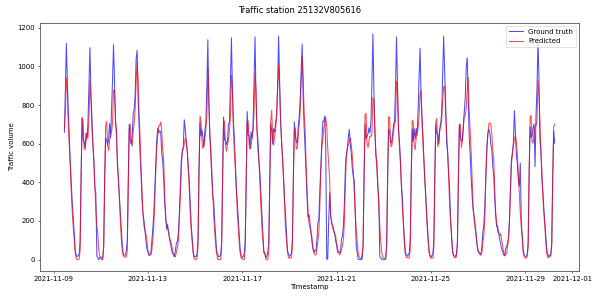 Traffic station 25132V805616
Ground truth
Predicted
1200
1000
800
600
400
200
0
Traffic volume
2021-11-09
2021-11-13
2021-11-17
2021-11-21
2021-11-25
2021-11-29
2021-12-01
Timestamp